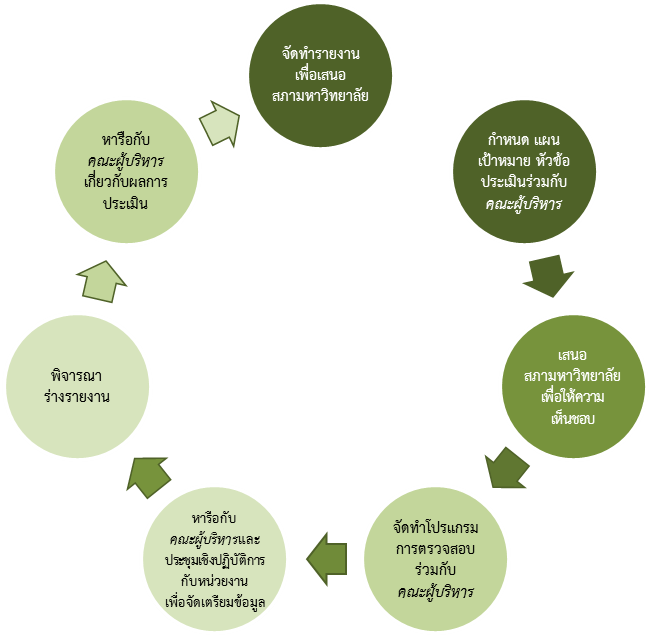 จัดทำรายงาน
เพื่อเสนอ
สภามหาวิทยาลัย
กำหนด แผน
เป้าหมาย หัวข้อ
ประเมินร่วมกับ
คณะผู้บริหาร
เสนอ
สภามหาวิทยาลัย
เพื่อให้ความ
เห็นชอบ
จัดทำโปรแกรม
การตรวจสอบ
ร่วมกับ
คณะผู้บริหาร
หารือกับ
คณะผู้บริหารและ
ประชุมเชิงปฏิบัติการ
กับหน่วยงาน
เพื่อจัดเตรียมข้อมูล
พิจารณา
ร่างรายงาน
หารือกับ
คณะผู้บริหาร
เกี่ยวกับผลการ
ประเมิน